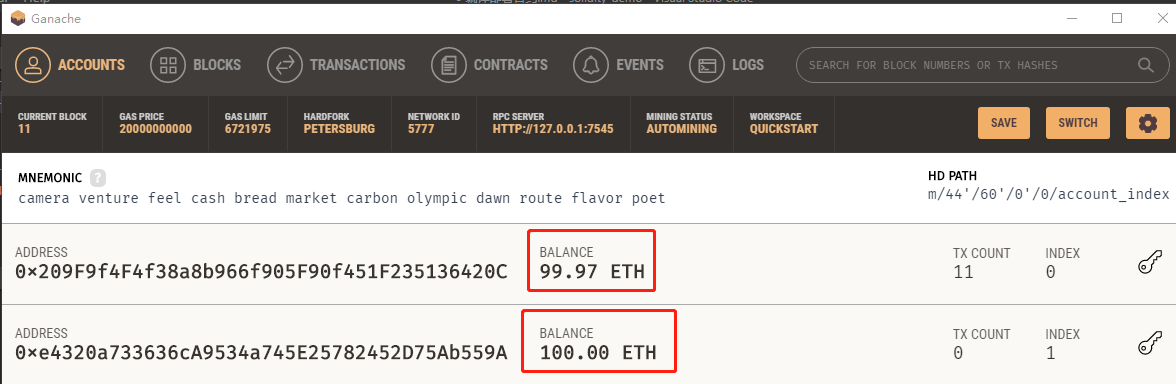 Ganache
ACCOUNTS BLOCKS TRANSACTIONS CONTRACTS EVENTS LOGS SEARCH FOR BLOCK NUMBERS OR TX HASHES
CURRENT BLOCK GAS PRICE GAS LIMIT HARDFORK NETWORK ID RPC SERVER MINING STATUS WORKSPACE
11 20000000000 6721975 PETERSBURG 5777 HTTP://127.0.0.1:7545 AUTOMINING QUICKSTART
SAVE SWITCH
MNEMONIC ? HD PATH
camera venture feel cash bread market carbon olympic dawn route flavor poet m/44'/60'/0'/0/account_index
ADDRESS BALANCE TX COUNT INDEX
0×209F9f4F4f38a8b966f905F90f451F235136420C 99.97 ETH 11 0
ADDRESS BALANCE TX COUNT INDEX
0×e4320a733636cA9534a745E25782452D75Ab559A 100.00 ETH 0 1